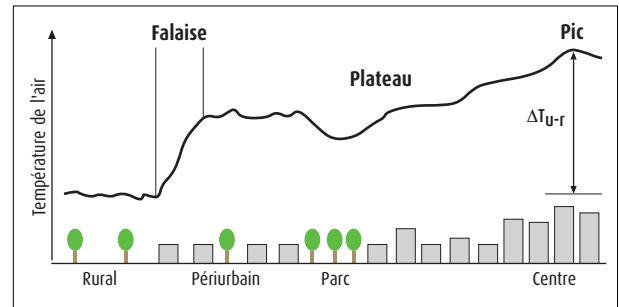 Falaise
Pic
Plateau
Température de l'air
ΔTu-r
Rural
Périurbain
Parc
Centre